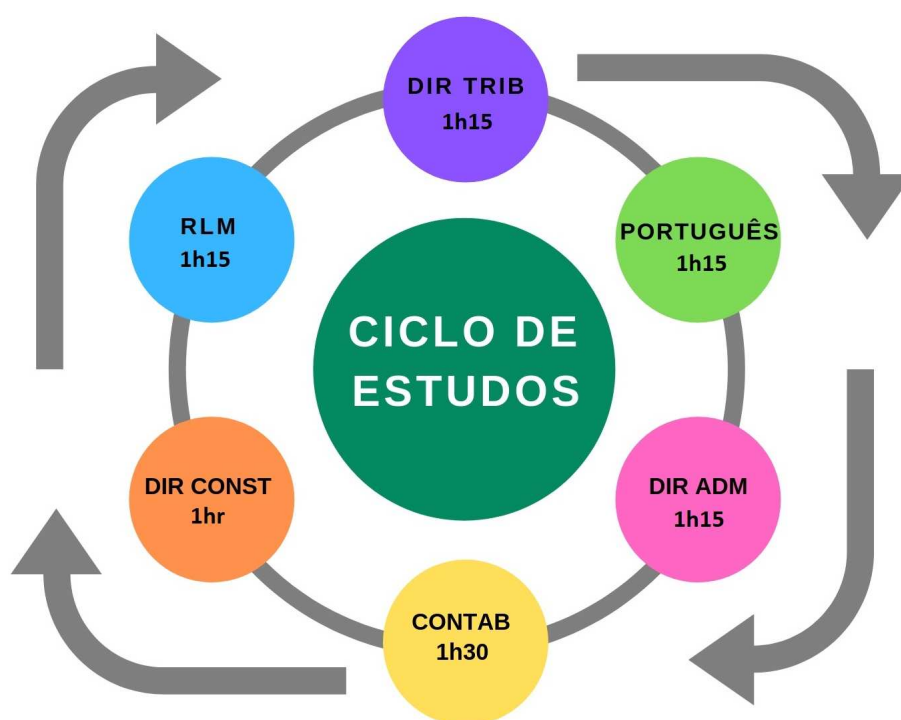 DIR TRIB
1h15
PORTUGUÊS
1h15
DIR ADM
1h15
CONTAB
1h30
DIR CONST
1hr
RLM
1h15
CICLO DE
ESTUDOS